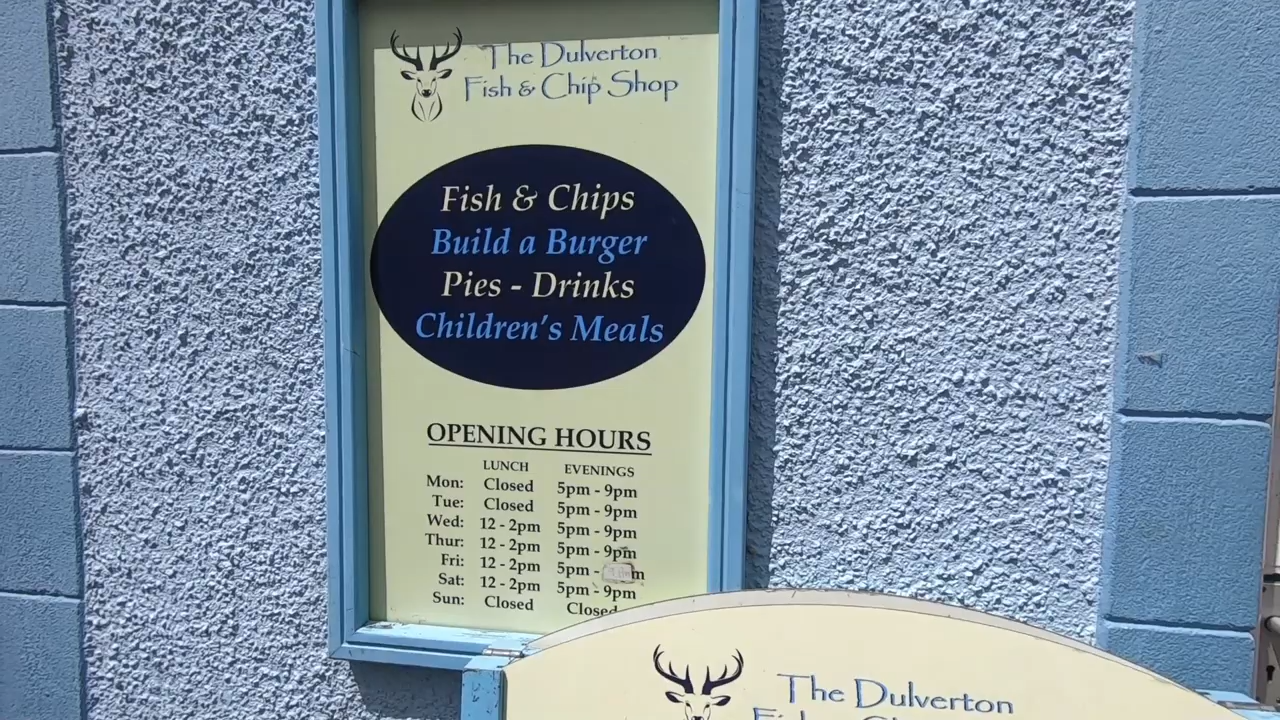 The Dulverton
Fish & Chip Shop
Fish & Chips
Build a Burger
Pies - Drinks
Children's Meals
OPENING HOURS
LUNCH EVENINGS
Mon: Closed 5pm - 9pm
Tue: Closed 5pm - 9pm
Wed: 12 - 2pm 5pm - 9pm
Thur: 12 - 2pm 5pm - 9pm
Fri: 12 - 2pm 5pm -
Sat: 12 - 2pm 5pm - 9pm
Sun: Closed Closed
The Dulverton